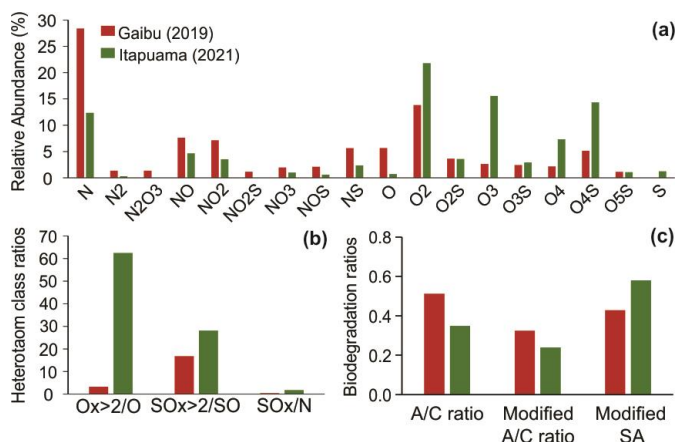 Relative Abundance (%)
30
25
20
15
10
5
0
Gaibu (2019)
Itapuama (2021)
(a)
N N2 N2O3 NO NO2 NO2S NO3 NOS NS O O2 O2S O3 O3S O4 O4S O5S S
Heterotaom class ratios
70
60
50
40
30
20
10
0
(b)
Ox>2/O SOx>2/SO SOx/N
Biodegradation ratios
0.8
0.6
0.4
0.2
0.0
(c)
A/C ratio Modified Modified
A/C ratio SA